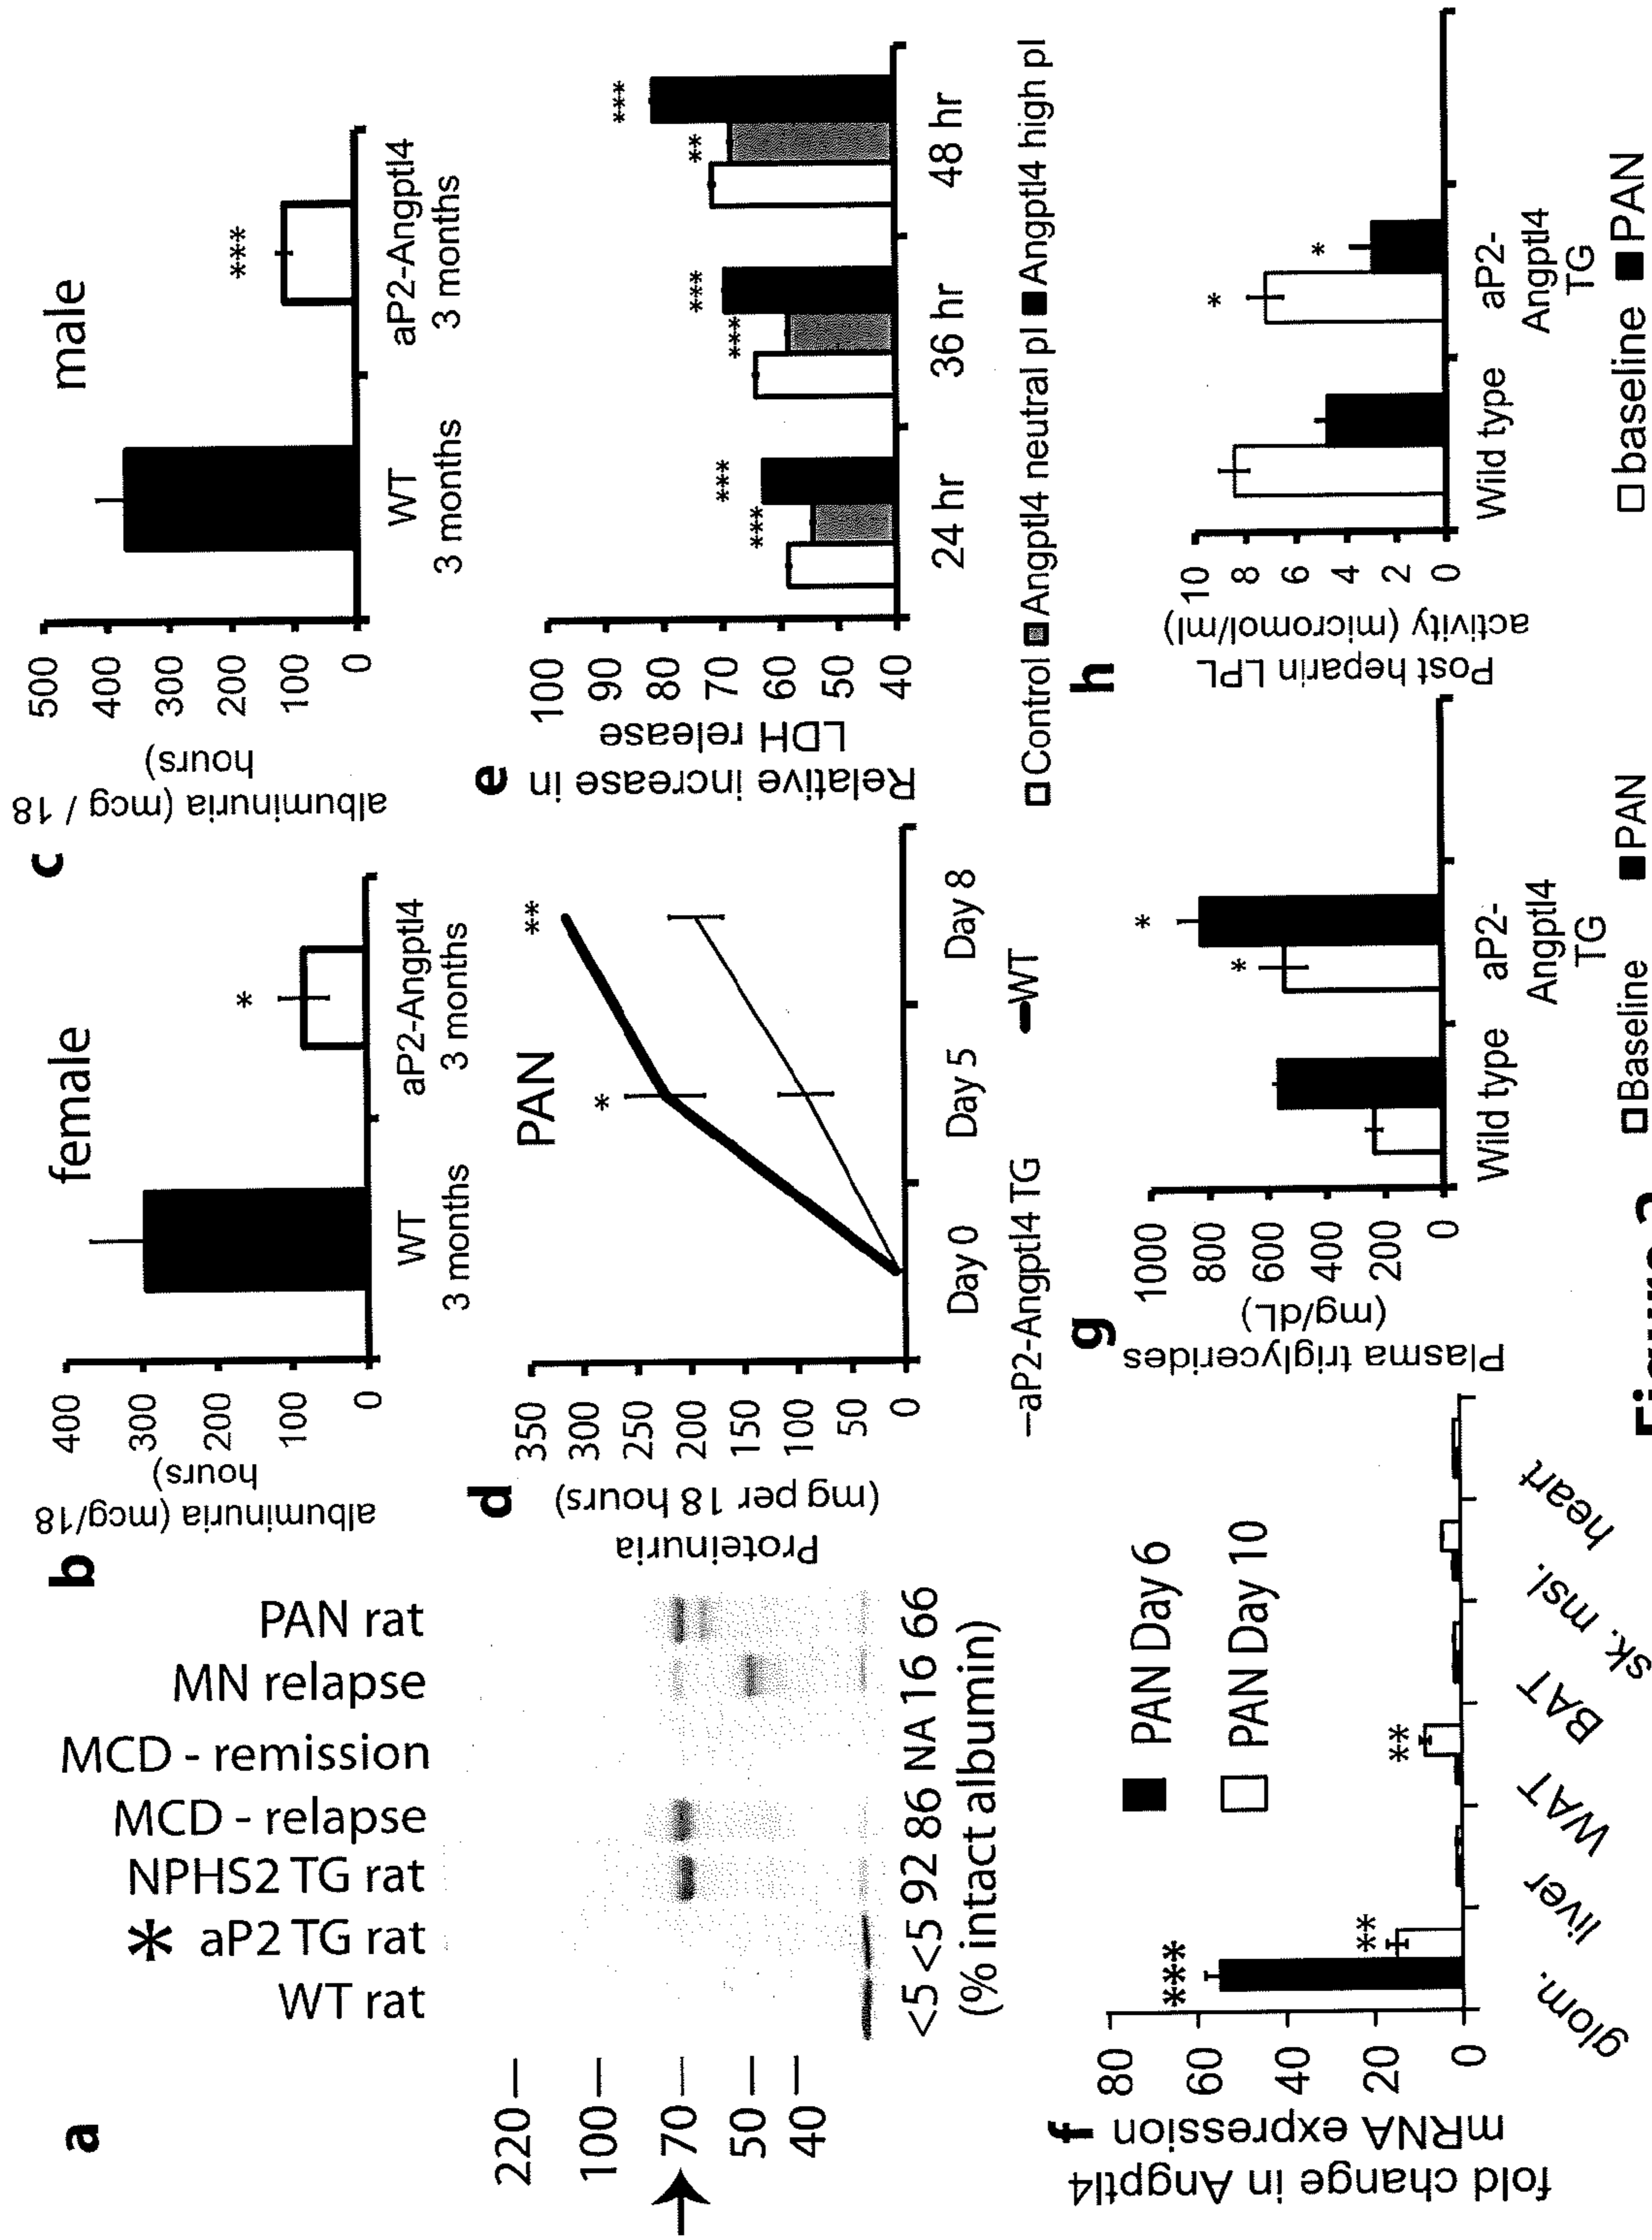 a
WT rat
* aP2 TG rat
NPHS2 TG rat
MCD - relapse
MCD - remission
MN relapse
PAN rat
220
100
70
50
40
<5 <5 92 86 NA 16 66
(% intact albumin)
b
female
albuminuria (mcg/18
hours)
400
300
200
100
0
*
WT
3 months
aP2-Angptl4
3 months
c
male
albuminuria (mcg / 18
hours)
500
400
300
200
100
0
***
WT
3 months
aP2-Angptl4
3 months
d
PAN
Proteinuria
(mg per 18 hours)
350
300
250
200
150
100
50
0
*
**
Day 0
Day 5
Day 8
aP2-Angptl4 TG
WT
e
Relative increase in
LDH release
100
90
80
70
60
50
40
*** ***
*** ***
** ***
24 hr
36 hr
48 hr
Control
Angptl4 neutral pI
Angptl4 high pI
f
fold change in Angptl4
mRNA expression
80
60
40
20
0
***
**
**
PAN Day 6
PAN Day 10
glom.
liver
WAT
BAT
sk. msl.
heart
g
Plasma triglycerides
(mg/dL)
1000
800
600
400
200
0
* *
Wild type
aP2-
Angptl4
TG
Baseline
PAN
h
Post heparin LPL
activity (micromol/ml)
10
8
6
4
2
0
* *
Wild type
aP2-
Angptl4
TG
baseline
PAN